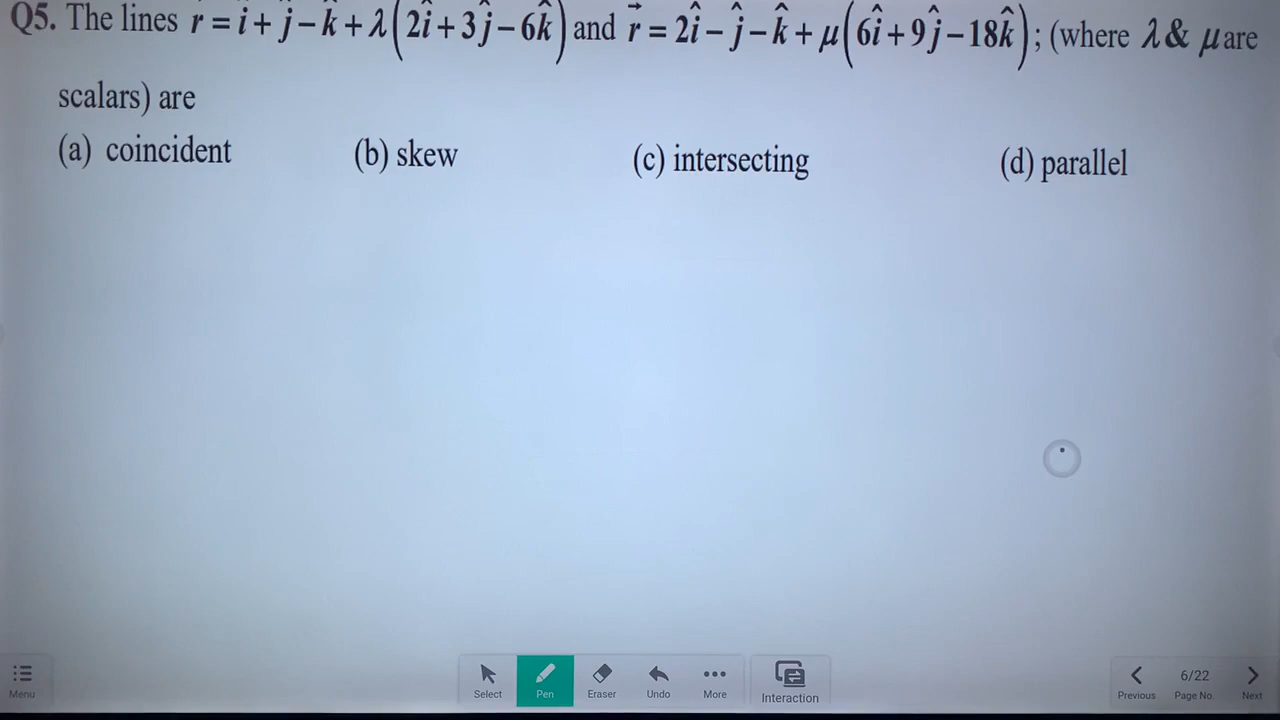 Q5. The lines r = i + j − k + λ(2î + 3ĵ − 6k̂) and r⃗ = 2î − ĵ − k̂ + μ(6î + 9ĵ − 18k̂); (where λ & μ are
scalars) are
(a) coincident (b) skew (c) intersecting (d) parallel
Menu Select Pen Eraser Undo More Interaction Previous 6/22 Page No. Next